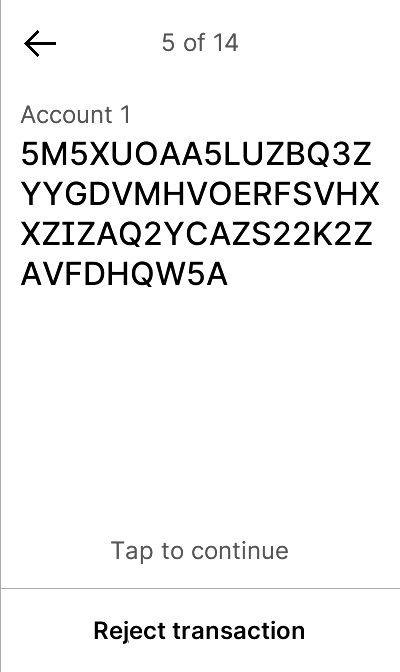 5 of 14
Account 1
5M5XUOAA5LUZBQ3Z
YYGDVMHVOERFSVHX
XZIZAQ2YCAZS22K2Z
AVFDHQW5A
Tap to continue
Reject transaction